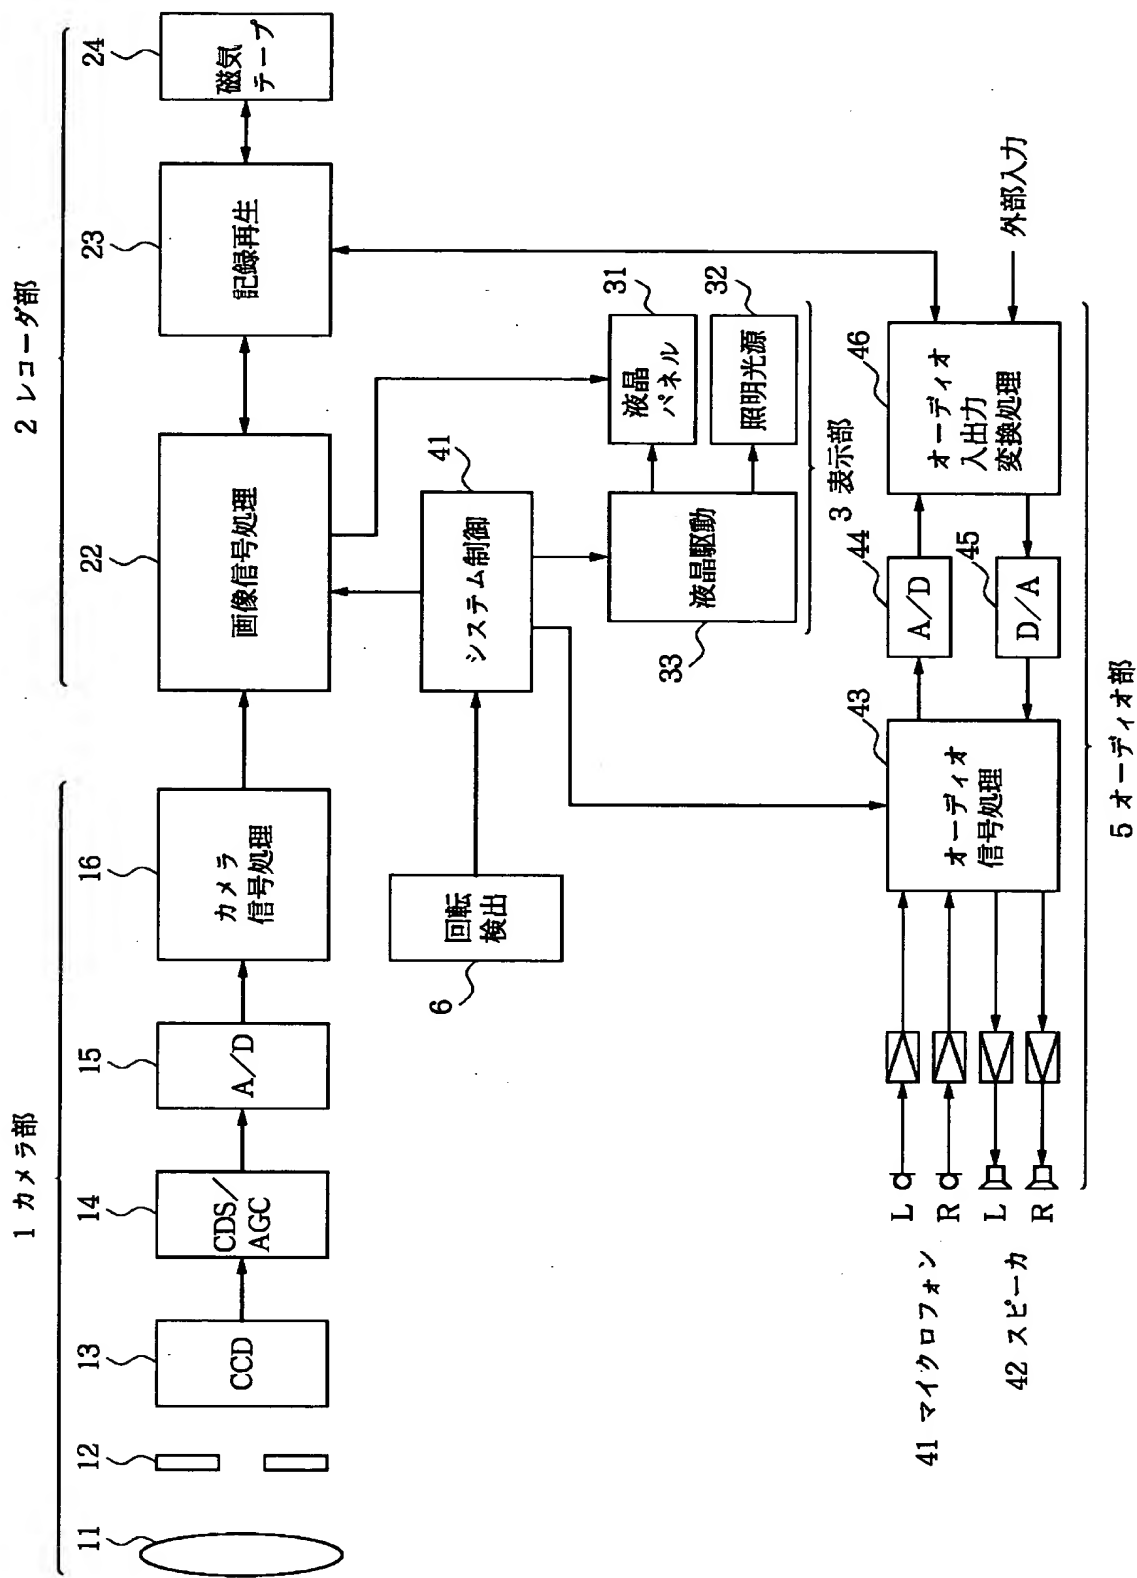 1 カメラ部
2 レコーダ部
11
12
13
14
15
16
22
23
24
CCD
CDS/
AGC
A/D
カメラ
信号処理
画像信号処理
記録再生
磁気
テープ
6
回転
検出
41
システム制御
33
液晶駆動
31
液晶
パネル
32
照明光源
3 表示部
41 マイクロフォン
L
R
42 スピーカ
L
R
43
オーディオ
信号処理
44
A/D
45
D/A
46
オーディオ
入出力
変換処理
外部入力
5 オーディオ部